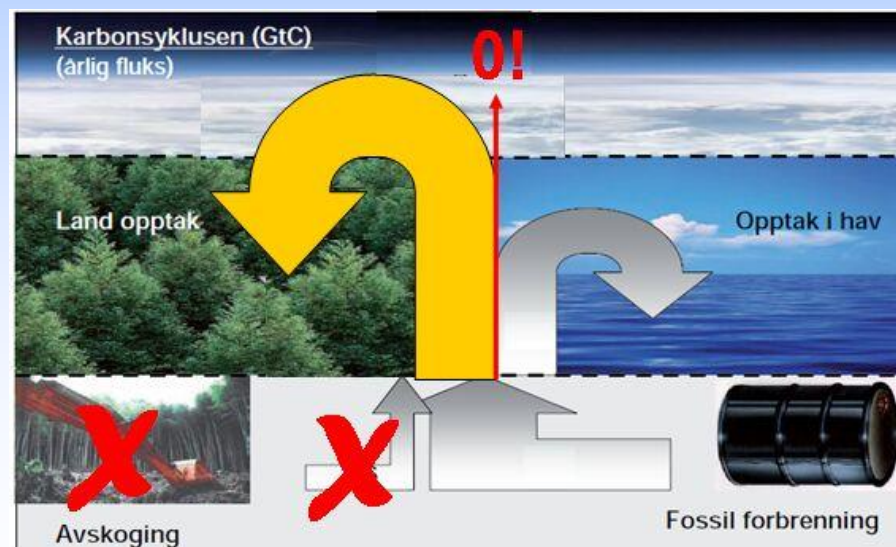 Karbonsyklusen (GtC)
(årlig fluks)
0!
Land opptak
Opptak i hav
Avskoging
Fossil forbrenning